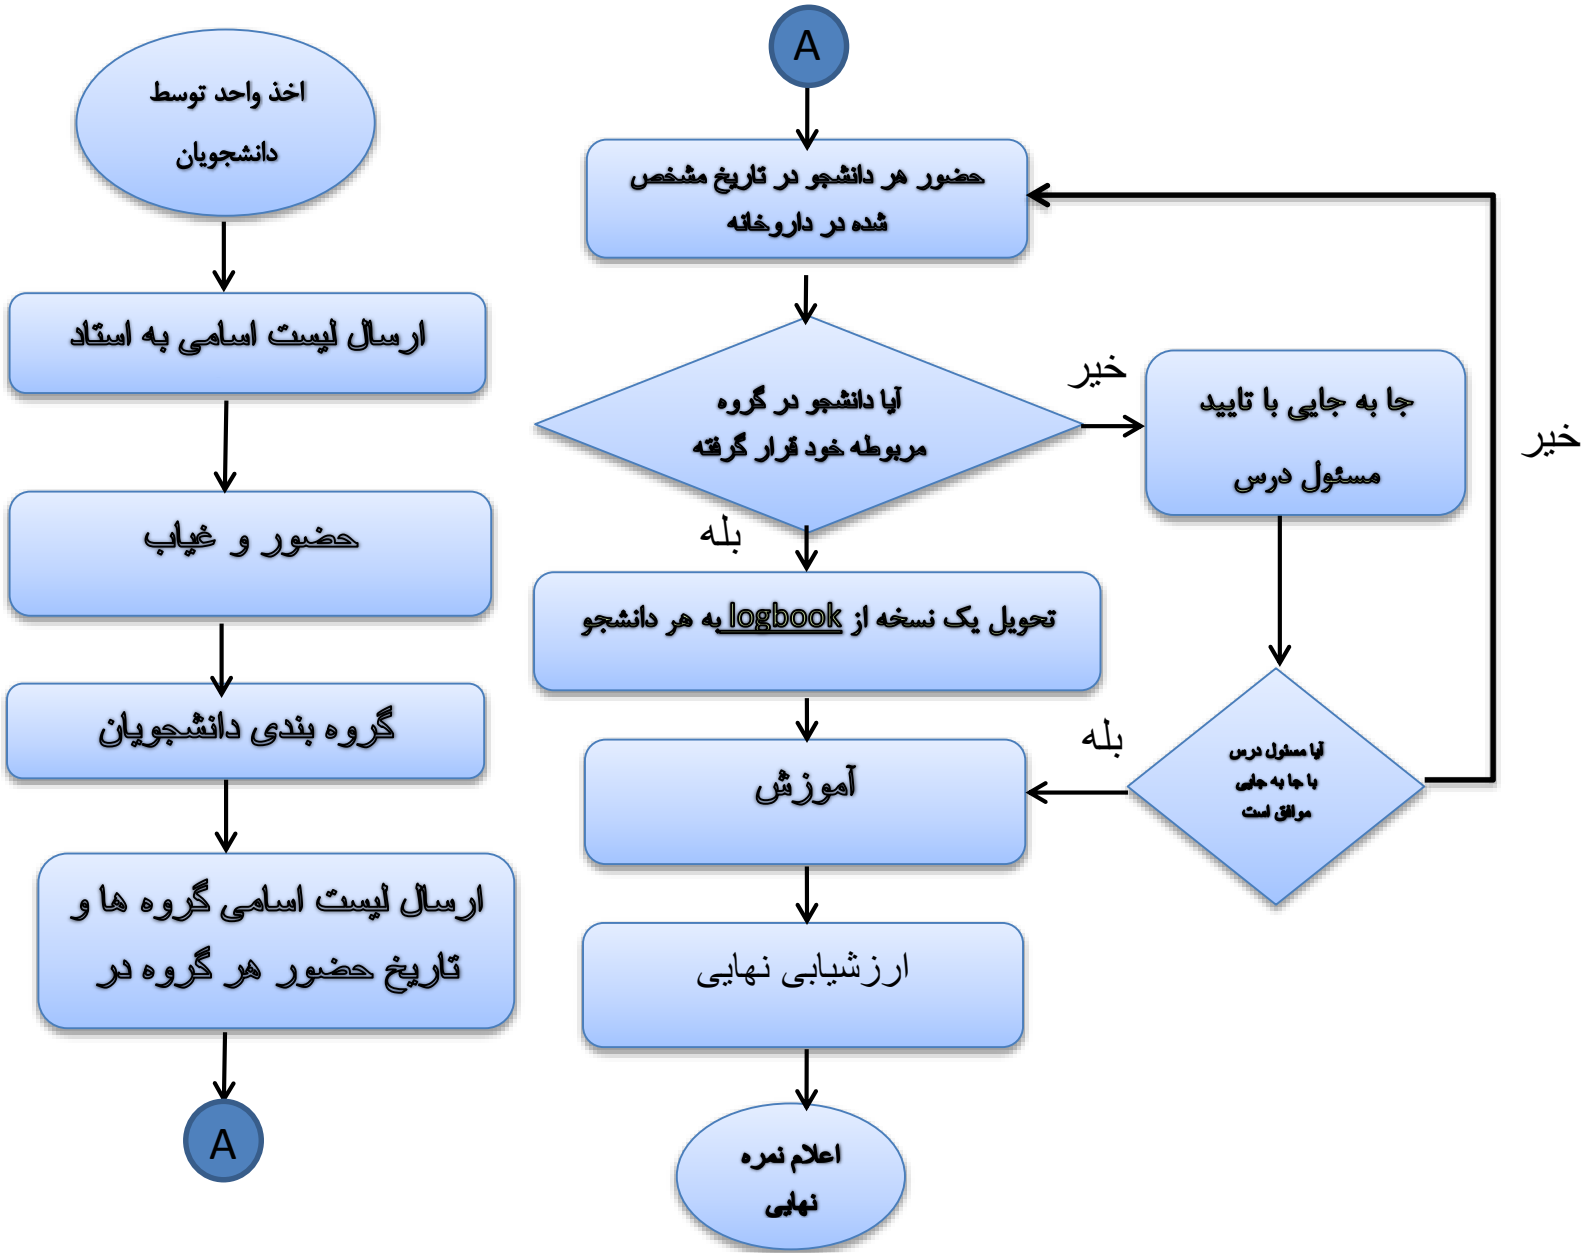 اخذ واحد توسط
دانشجویان
ارسال لیست اسامی به استاد
حضور و غیاب
گروه بندی دانشجویان
ارسال لیست اسامی گروه ها و
تاریخ حضور هر گروه در
A
A
حضور هر دانشجو در تاریخ مشخص
شده در داروخانه
آیا دانشجو در گروه
مربوطه خود قرار گرفته
خیر
جا به جایی با تایید
مسئول درس
خیر
بله
تحویل یک نسخه از logbook به هر دانشجو
آیا مسئول درس
با جا به جایی
موافق است
بله
آموزش
ارزشیابی نهایی
اعلام نمره
نهایی